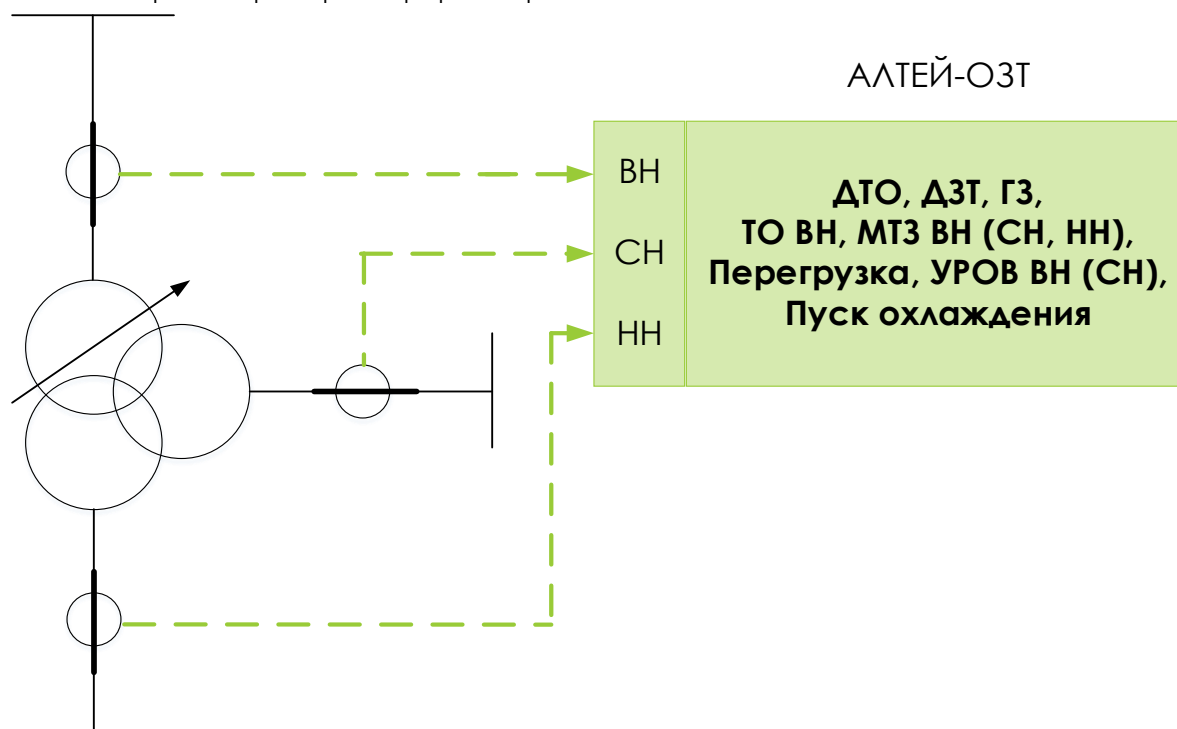 АЛТЕЙ-ОЗТ
ВН
СН
НН
ДТО, ДЗТ, ГЗ,
ТО ВН, МТЗ ВН (СН, НН),
Перегрузка, УРОВ ВН (СН),
Пуск охлаждения